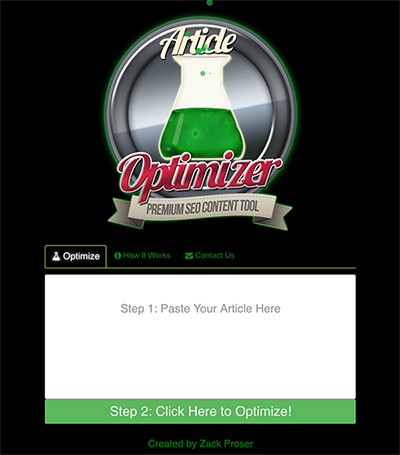 Article
Optimizer
PREMIUM SEO CONTENT TOOL
Optimize How It Works Contact Us
Step 1: Paste Your Article Here
Step 2: Click Here to Optimize!
Created by Zack Proser